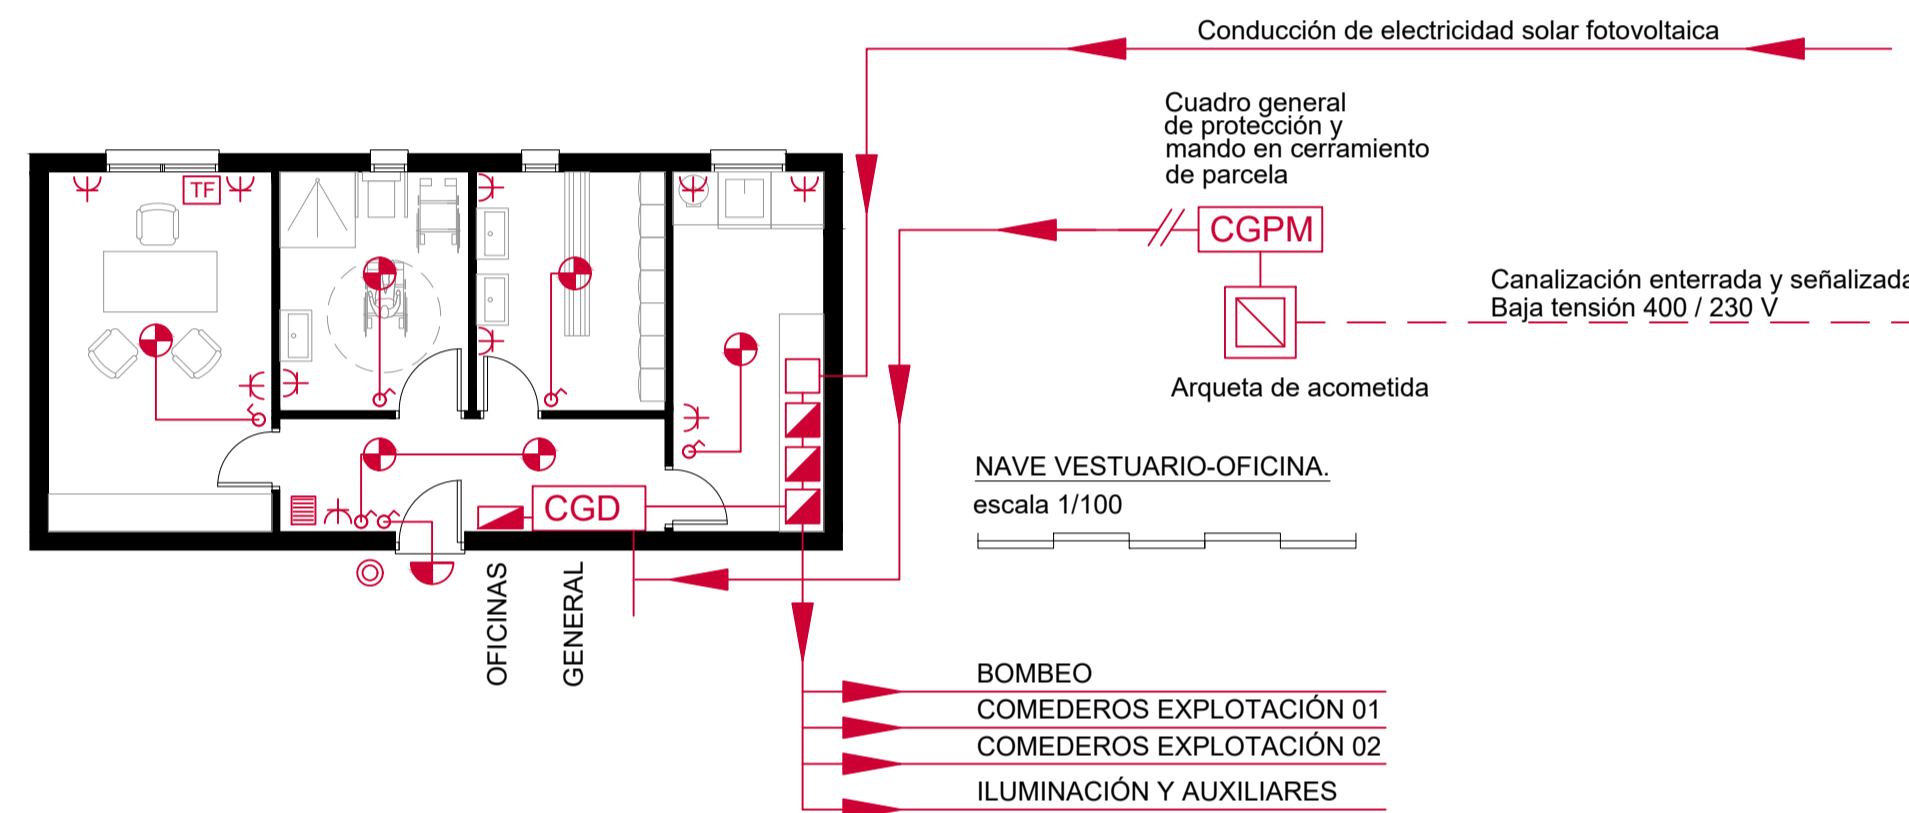 Conducción de electricidad solar fotovoltaica
Cuadro general
de protección y
mando en cerramiento
de parcela
TF
CGPM
Canalización enterrada y señalizada
Baja tensión 400 / 230 V
Arqueta de acometida
NAVE VESTUARIO-OFICINA.
escala 1/100
CGD
OFICINAS
GENERAL
BOMBEO
COMEDEROS EXPLOTACIÓN 01
COMEDEROS EXPLOTACIÓN 02
ILUMINACIÓN Y AUXILIARES